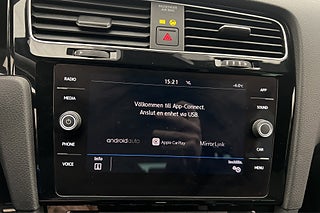 PASSENGER
AIR BAG
RADIO
15:21
-4.0°C
APP
MEDIA
SOUND
Välkommen till App-Connect.
Anslut en enhet via USB.
PHONE
androidauto
Apple CarPlay
MirrorLink
CAR
VOICE
Info
Inställn.
MENU